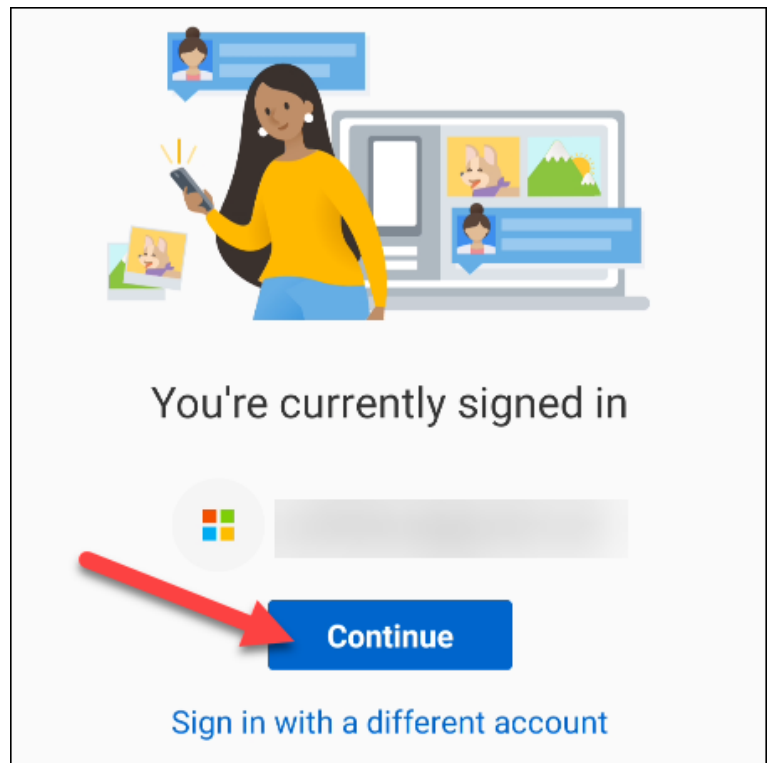 You're currently signed in
Continue
Sign in with a different account